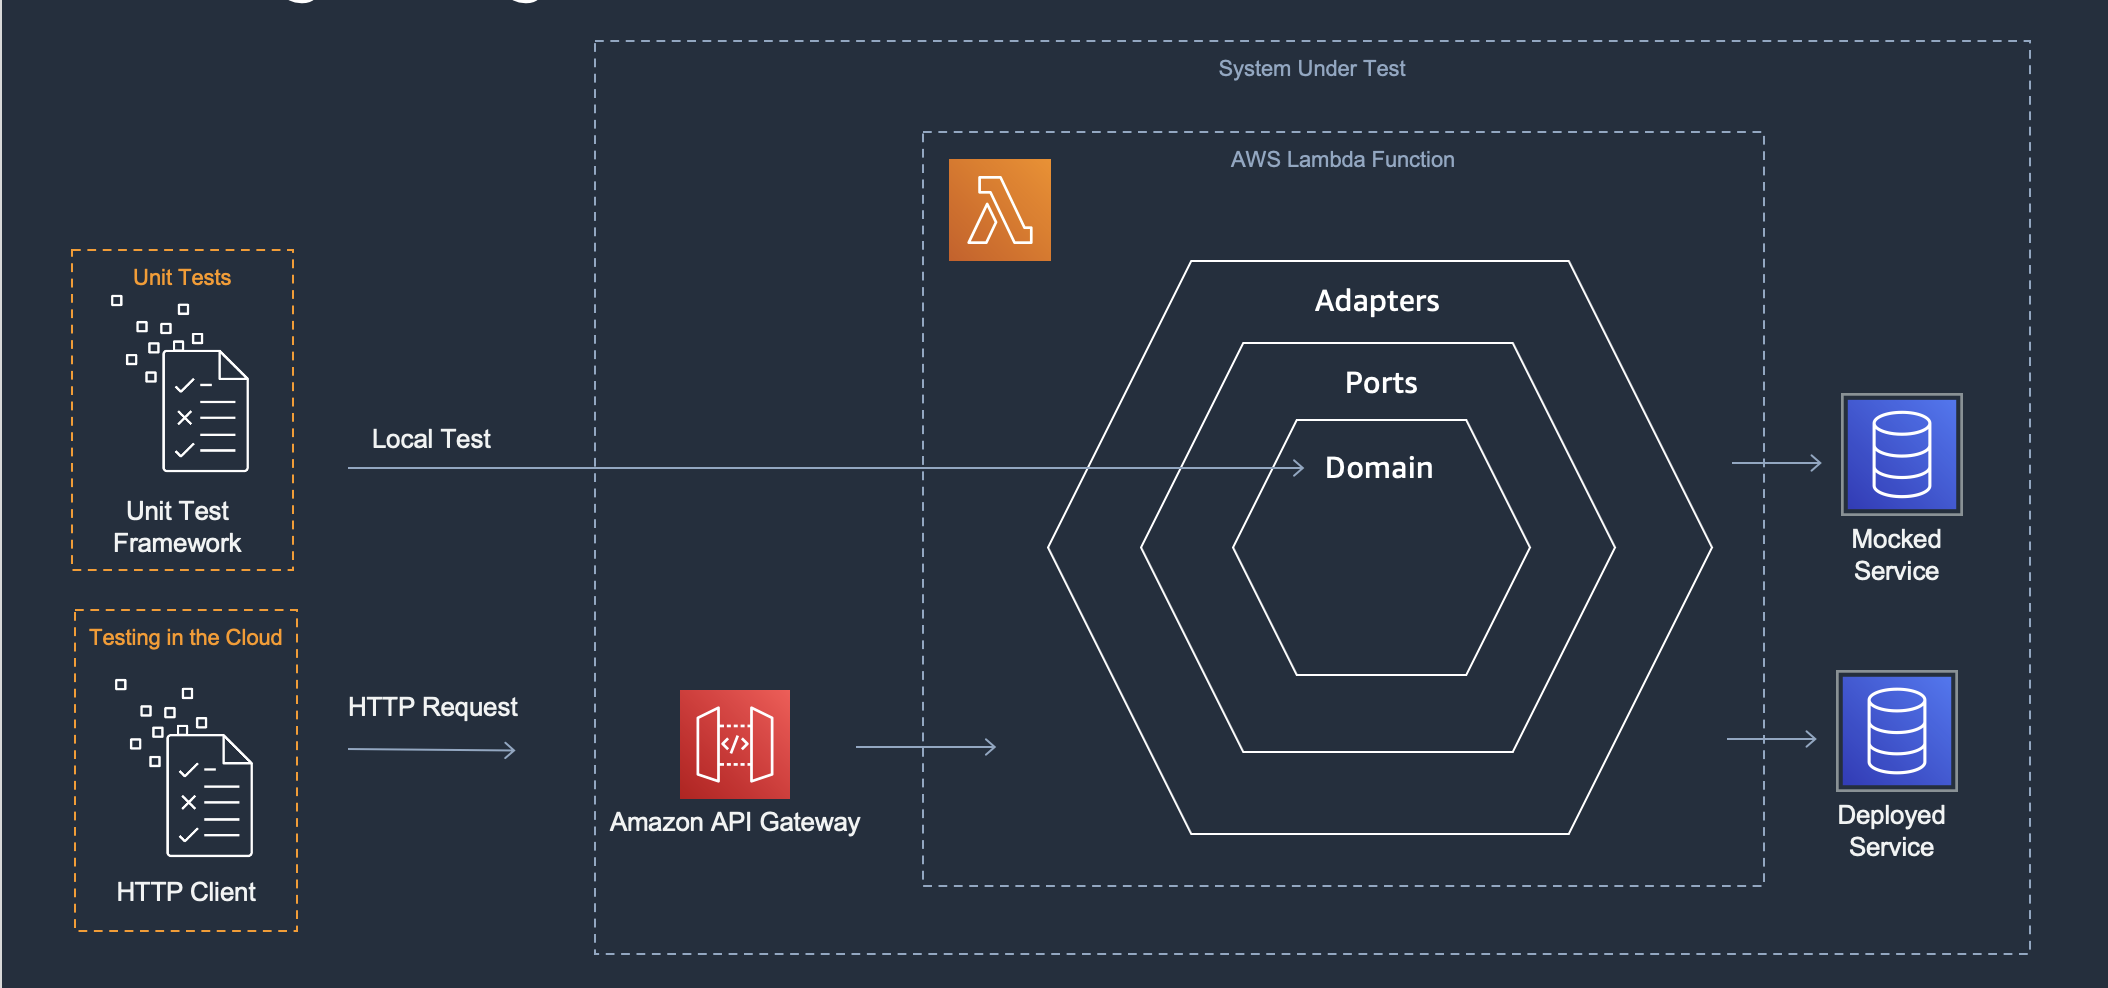 System Under Test
AWS Lambda Function
Unit Tests
Unit Test
Framework
Local Test
Adapters
Ports
Domain
Mocked
Service
Testing in the Cloud
HTTP Client
HTTP Request
</>
Amazon API Gateway
Deployed
Service